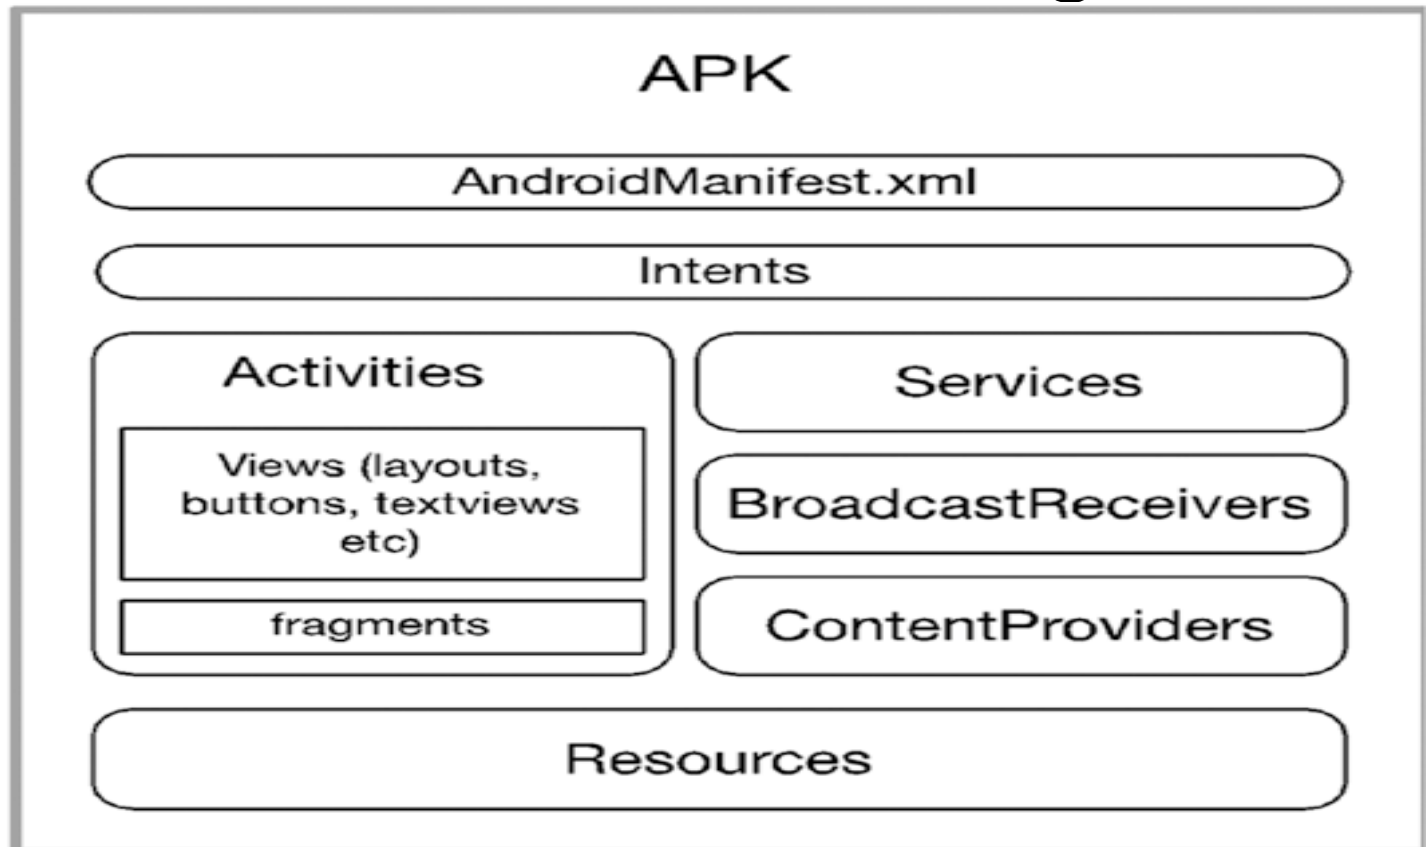 APK
AndroidManifest.xml
Intents
Activities
Views (layouts,
buttons, textviews
etc)
fragments
Services
BroadcastReceivers
ContentProviders
Resources